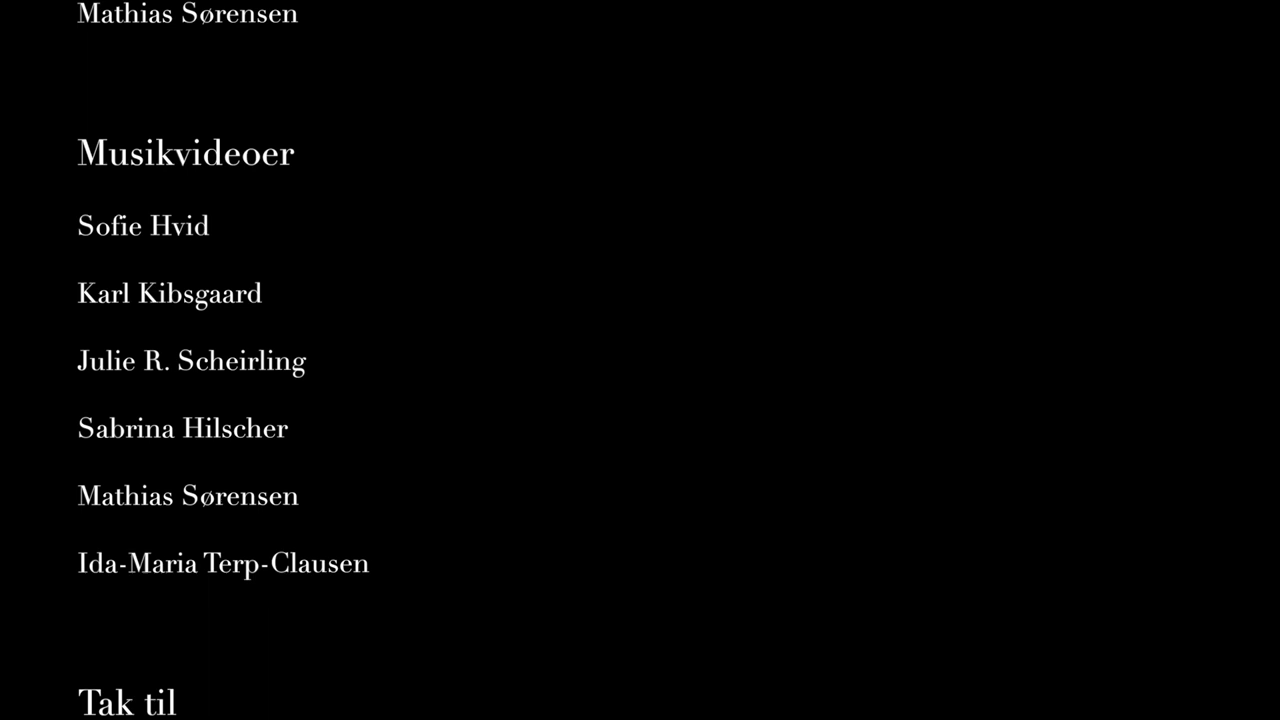 Mathias Sørensen
Musikvideoer
Sofie Hvid
Karl Kibsgaard
Julie R. Scheirling
Sabrina Hilscher
Mathias Sørensen
Ida-Maria Terp-Clausen
Tak til